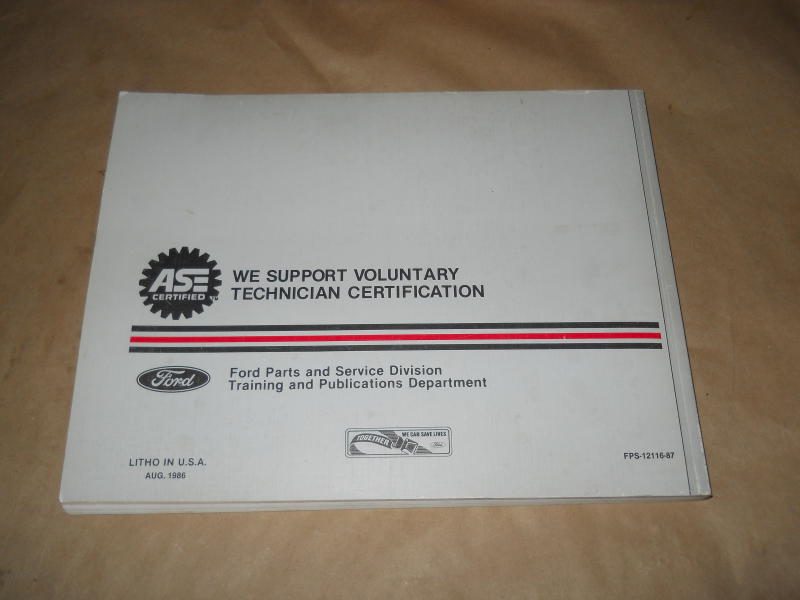 ASE
CERTIFIED
WE SUPPORT VOLUNTARY
TECHNICIAN CERTIFICATION
Ford
Ford Parts and Service Division
Training and Publications Department
TOGETHER
WE CAN SAVE LIVES
Ford
LITHO IN U.S.A.
AUG. 1986
FPS-12116-87